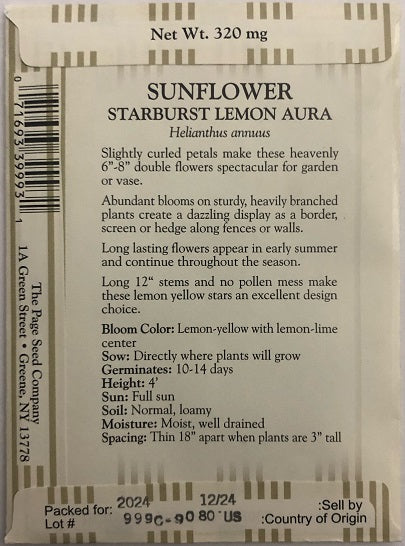 Net Wt. 320 mg
SUNFLOWER
STARBURST LEMON AURA
Helianthus annuus
Slightly curled petals make these heavenly
6”-8” double flowers spectacular for garden
or vase.
Abundant blooms on sturdy, heavily branched
plants create a dazzling display as a border,
screen or hedge along fences or walls.
Long lasting flowers appear in early summer
and continue throughout the season.
Long 12“ stems and no pollen mess make
these lemon yellow stars an excellent design
choice.
Bloom Color: Lemon-yellow with lemon-lime
center
Sow: Directly where plants will grow
Germinates: 10-14 days
Height: 4’
Sun: Full sun
Soil: Normal, loamy
Moisture: Moist, well drained
Spacing: Thin 18” apart when plants are 3” tall
0 71693 39993 1
The Page Seed Company
1A Green Street • Greene, NY 13778
Packed for: 2024 12/24 :Sell by
Lot # 999C-9080 US :Country of Origin